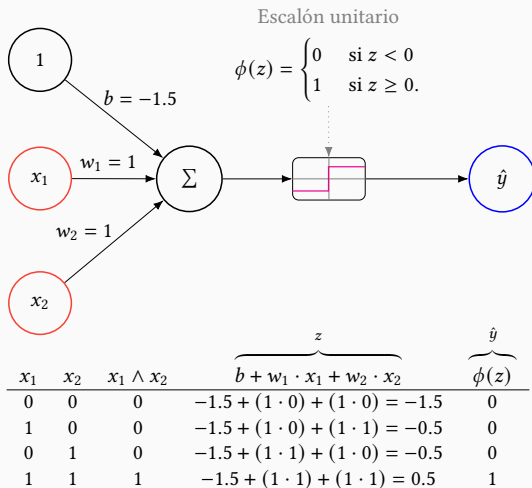 Escalón unitario
ϕ(z) = { 0 si z < 0
1 si z ≥ 0.
1
b = −1.5
x₁
w₁ = 1
Σ
ŷ
w₂ = 1
x₂
z
ŷ
x₁ x₂ x₁ ∧ x₂ b + w₁ · x₁ + w₂ · x₂ ϕ(z)
0 0 0 −1.5 + (1 · 0) + (1 · 0) = −1.5 0
1 0 0 −1.5 + (1 · 0) + (1 · 1) = −0.5 0
0 1 0 −1.5 + (1 · 1) + (1 · 0) = −0.5 0
1 1 1 −1.5 + (1 · 1) + (1 · 1) = 0.5 1